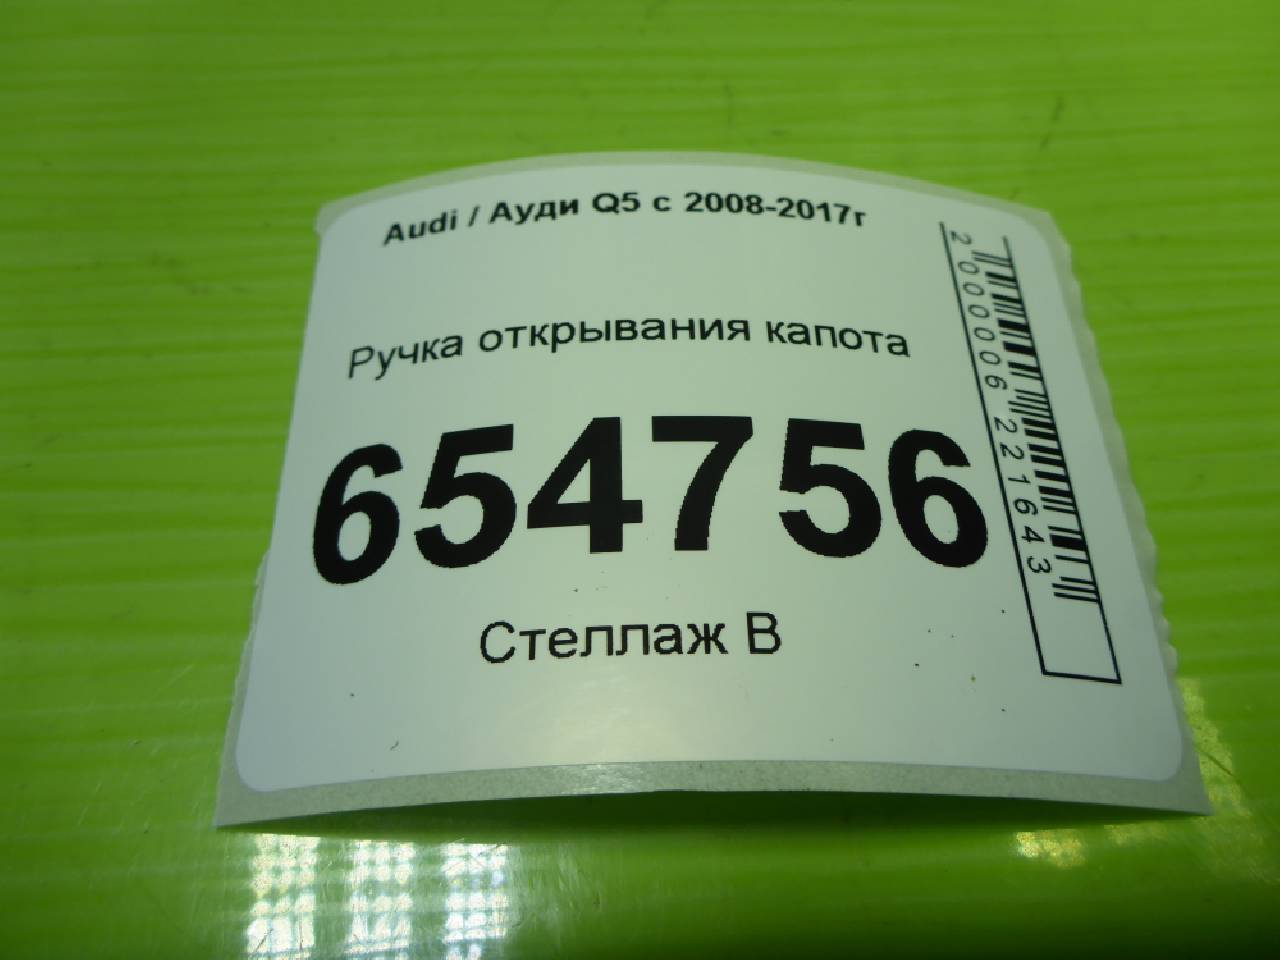 Audi / Ауди Q5 с 2008-2017г
Ручка открывания капота
654756
Стеллаж В
2000006221643